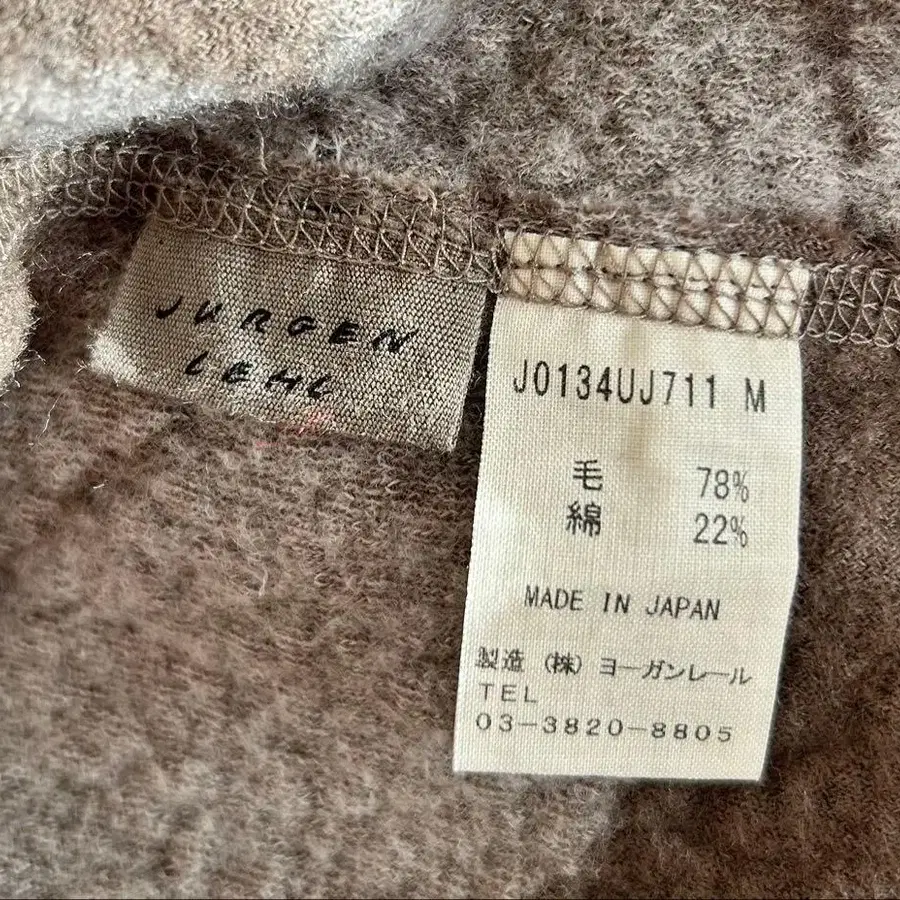 JURGEN
LEHL
J0134UJ711 M
毛 78%
綿 22%
MADE IN JAPAN
製造 (株) ヨーガンレール
TEL
03-3820-8805